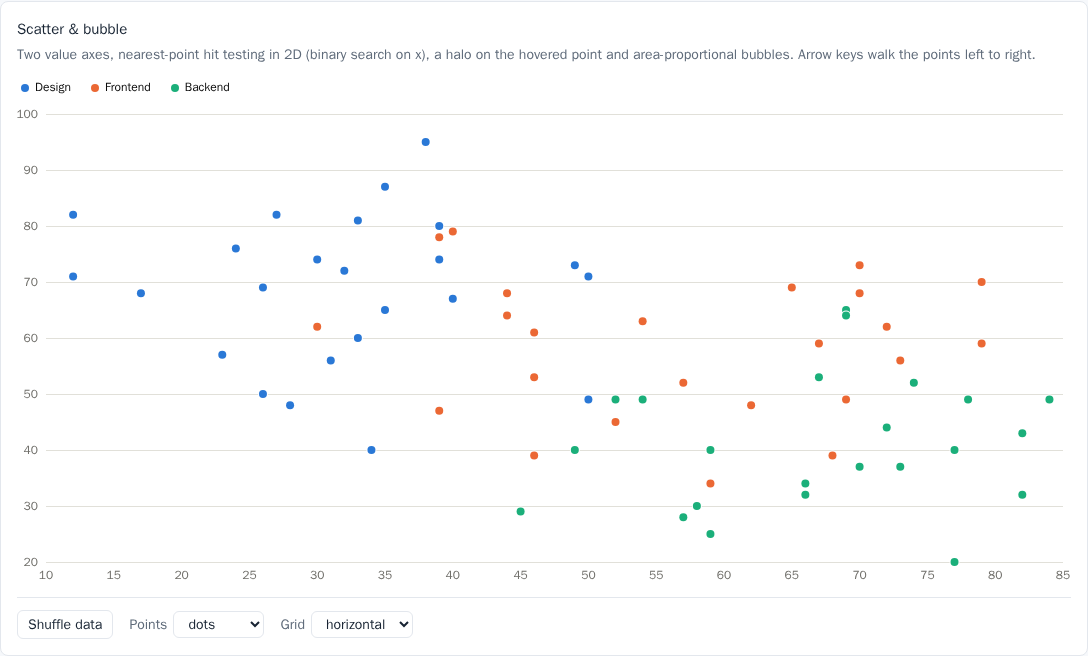 Scatter & bubble
Two value axes, nearest-point hit testing in 2D (binary search on x), a halo on the hovered point and area-proportional bubbles. Arrow keys walk the points left to right.
Design Frontend Backend
100
90
80
70
60
50
40
30
20
10 15 20 25 30 35 40 45 50 55 60 65 70 75 80 85
Shuffle data Points dots Grid horizontal